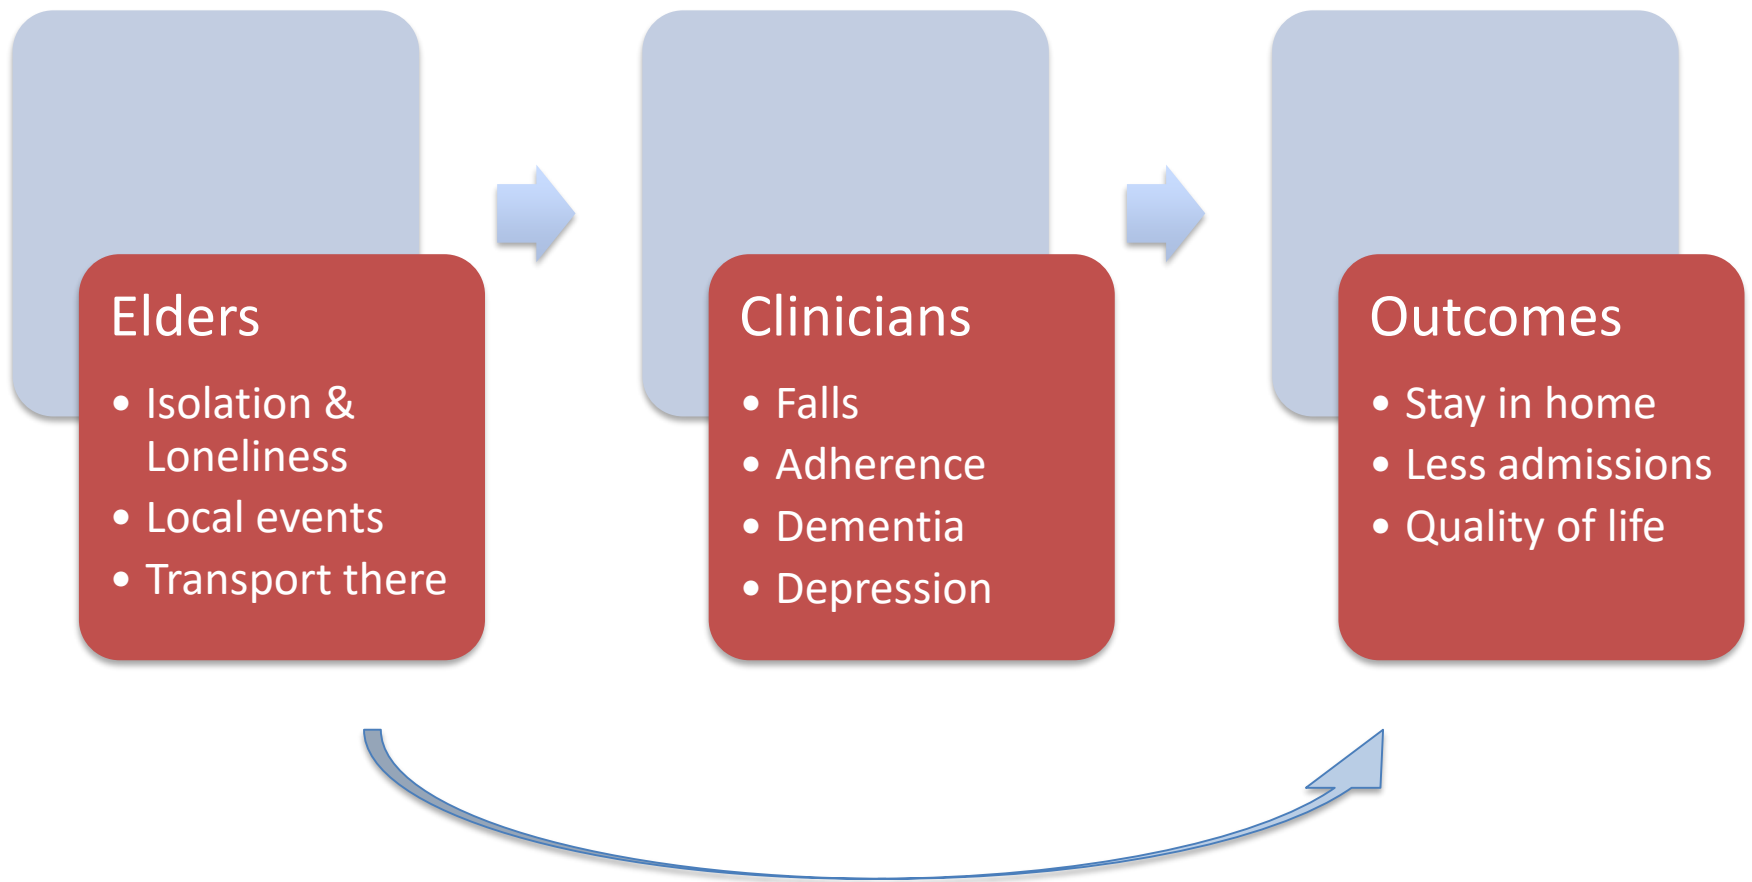 Elders
• Isolation &
Loneliness
• Local events
• Transport there
Clinicians
• Falls
• Adherence
• Dementia
• Depression
Outcomes
• Stay in home
• Less admissions
• Quality of life